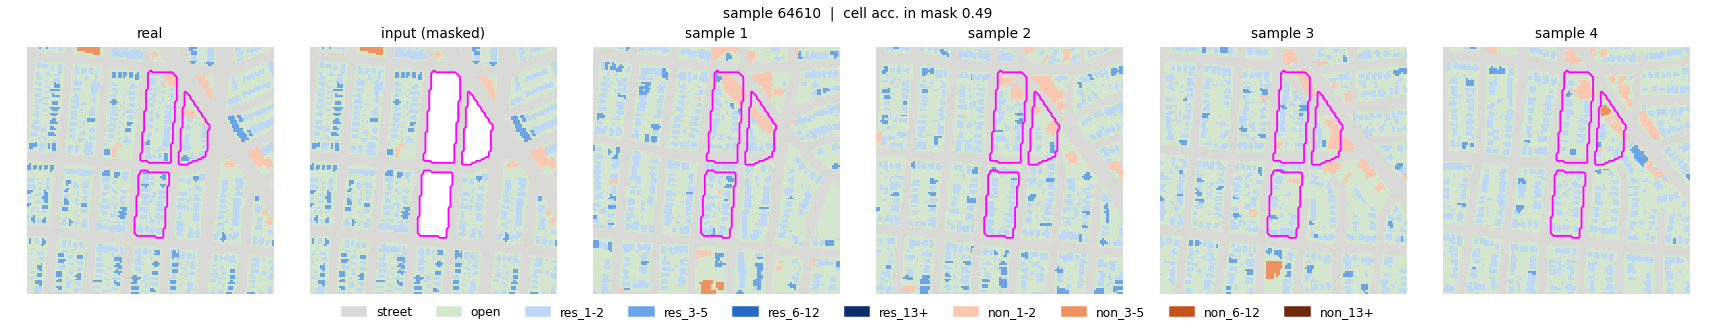 sample 64610  |  cell acc. in mask 0.49
real
input (masked)
sample 1
sample 2
sample 3
sample 4
street
open
res_1-2
res_3-5
res_6-12
res_13+
non_1-2
non_3-5
non_6-12
non_13+